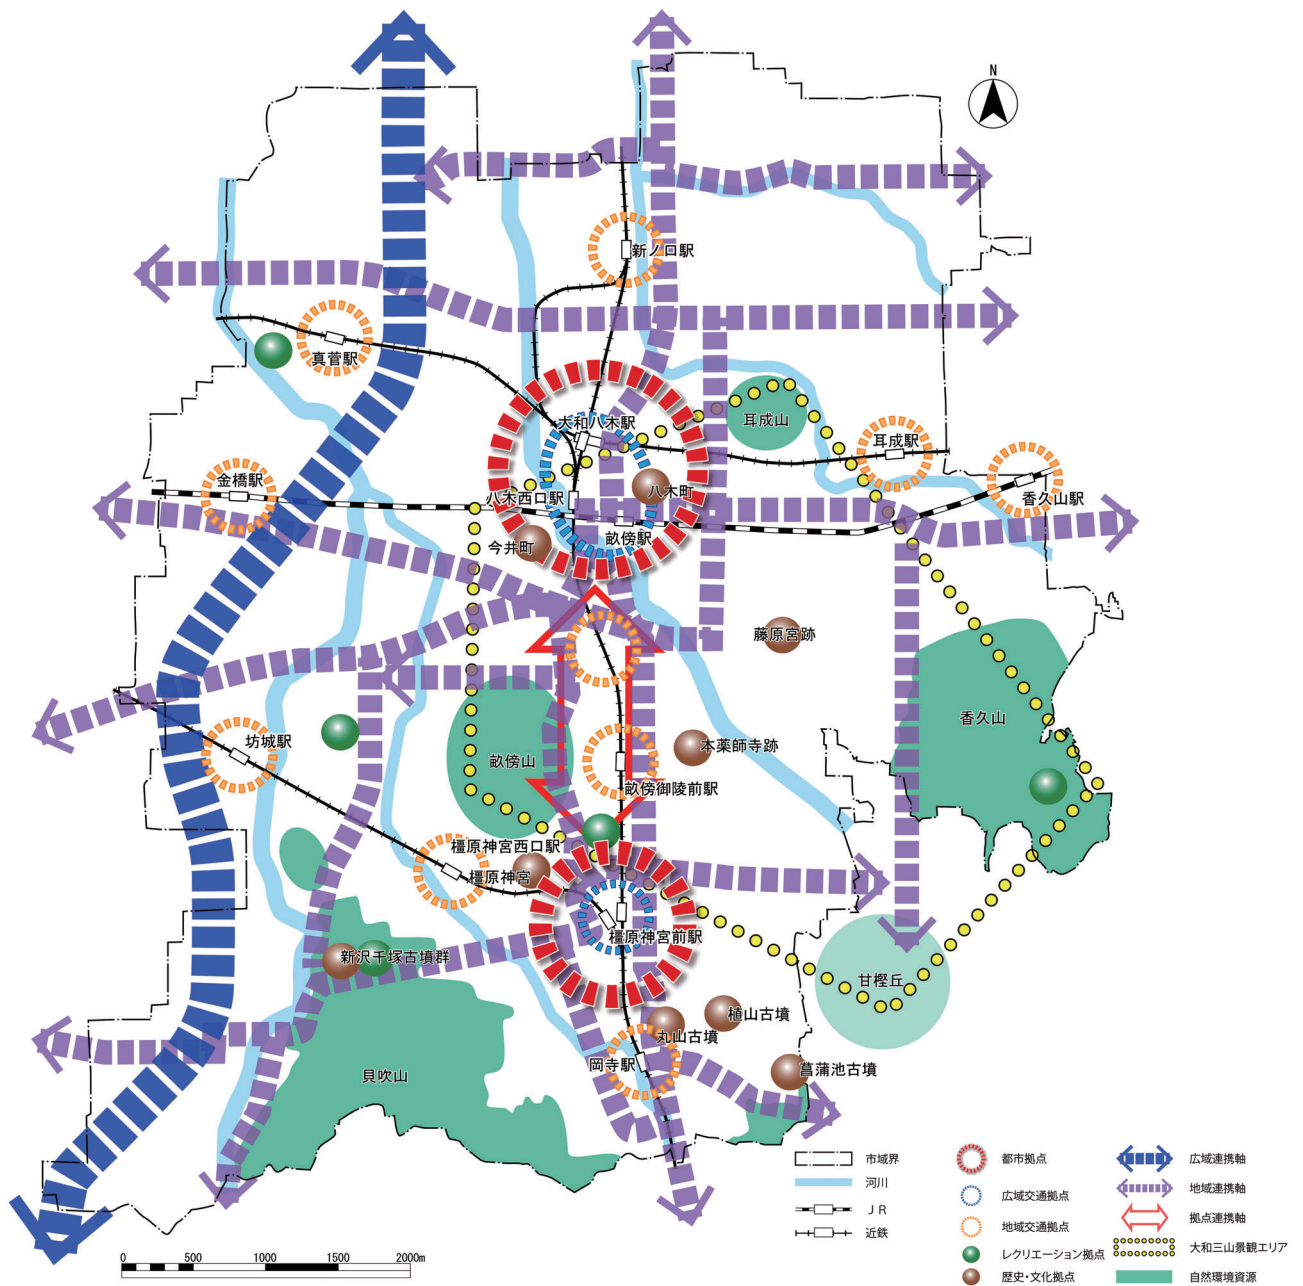 N
新ノ口駅
真菅駅
大和八木駅
耳成山
耳成駅
金橋駅
八木西口駅
八木町
香久山駅
今井町
畝傍駅
藤原宮跡
香久山
坊城駅
畝傍山
本薬師寺跡
畝傍御陵前駅
橿原神宮西口駅
橿原神宮
橿原神宮前駅
新沢千塚古墳群
甘樫丘
植山古墳
丸山古墳
岡寺駅
菖蒲池古墳
貝吹山
市域界
河川
ＪＲ
近鉄
都市拠点
広域交通拠点
地域交通拠点
レクリエーション拠点
歴史・文化拠点
広域連携軸
地域連携軸
拠点連携軸
大和三山景観エリア
自然環境資源
0 500 1000 1500 2000m